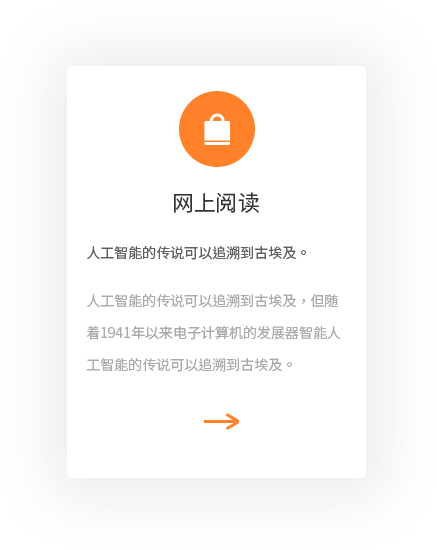 网上阅读
人工智能的传说可以追溯到古埃及。
人工智能的传说可以追溯到古埃及，但随
着1941年以来电子计算机的发展器智能人
工智能的传说可以追溯到古埃及。